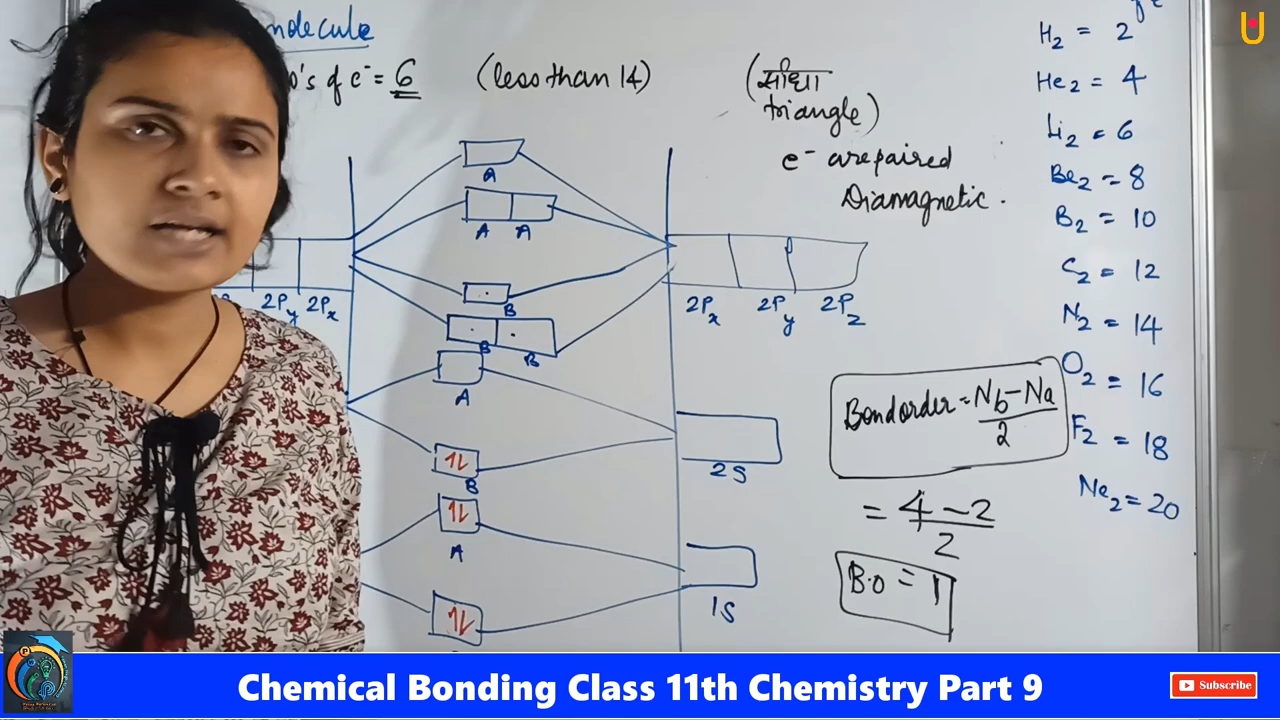 molecule
no's of e⁻ = 6 (less than 14)
(सीधा
triangle)
e⁻ are paired
Diamagnetic.
H₂ = 2
He₂ = 4
Li₂ = 6
Be₂ = 8
B₂ = 10
C₂ = 12
N₂ = 14
O₂ = 16
F₂ = 18
Ne₂ = 20
A
A A
B
B B
2Py 2Px
2Px 2Py 2Pz
A
B
2S
A
1S
Bond order = Nb - Na
2
= 4 - 2
2
B.O = 1
Chemical Bonding Class 11th Chemistry Part 9
Subscribe